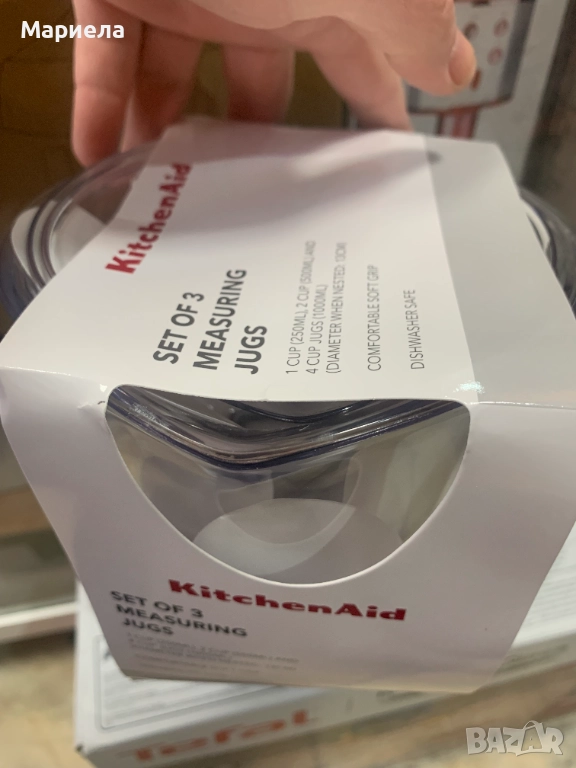 Мариела
KitchenAid
SET OF 3
MEASURING
JUGS
1 CUP (250ML), 2 CUP (500ML) AND
4 CUP JUGS (1000ML)
(DIAMETER WHEN NESTED: 13CM)
COMFORTABLE SOFT GRIP
DISHWASHER SAFE
KitchenAid
SET OF 3
MEASURING
JUGS
Tefal
BAZAR